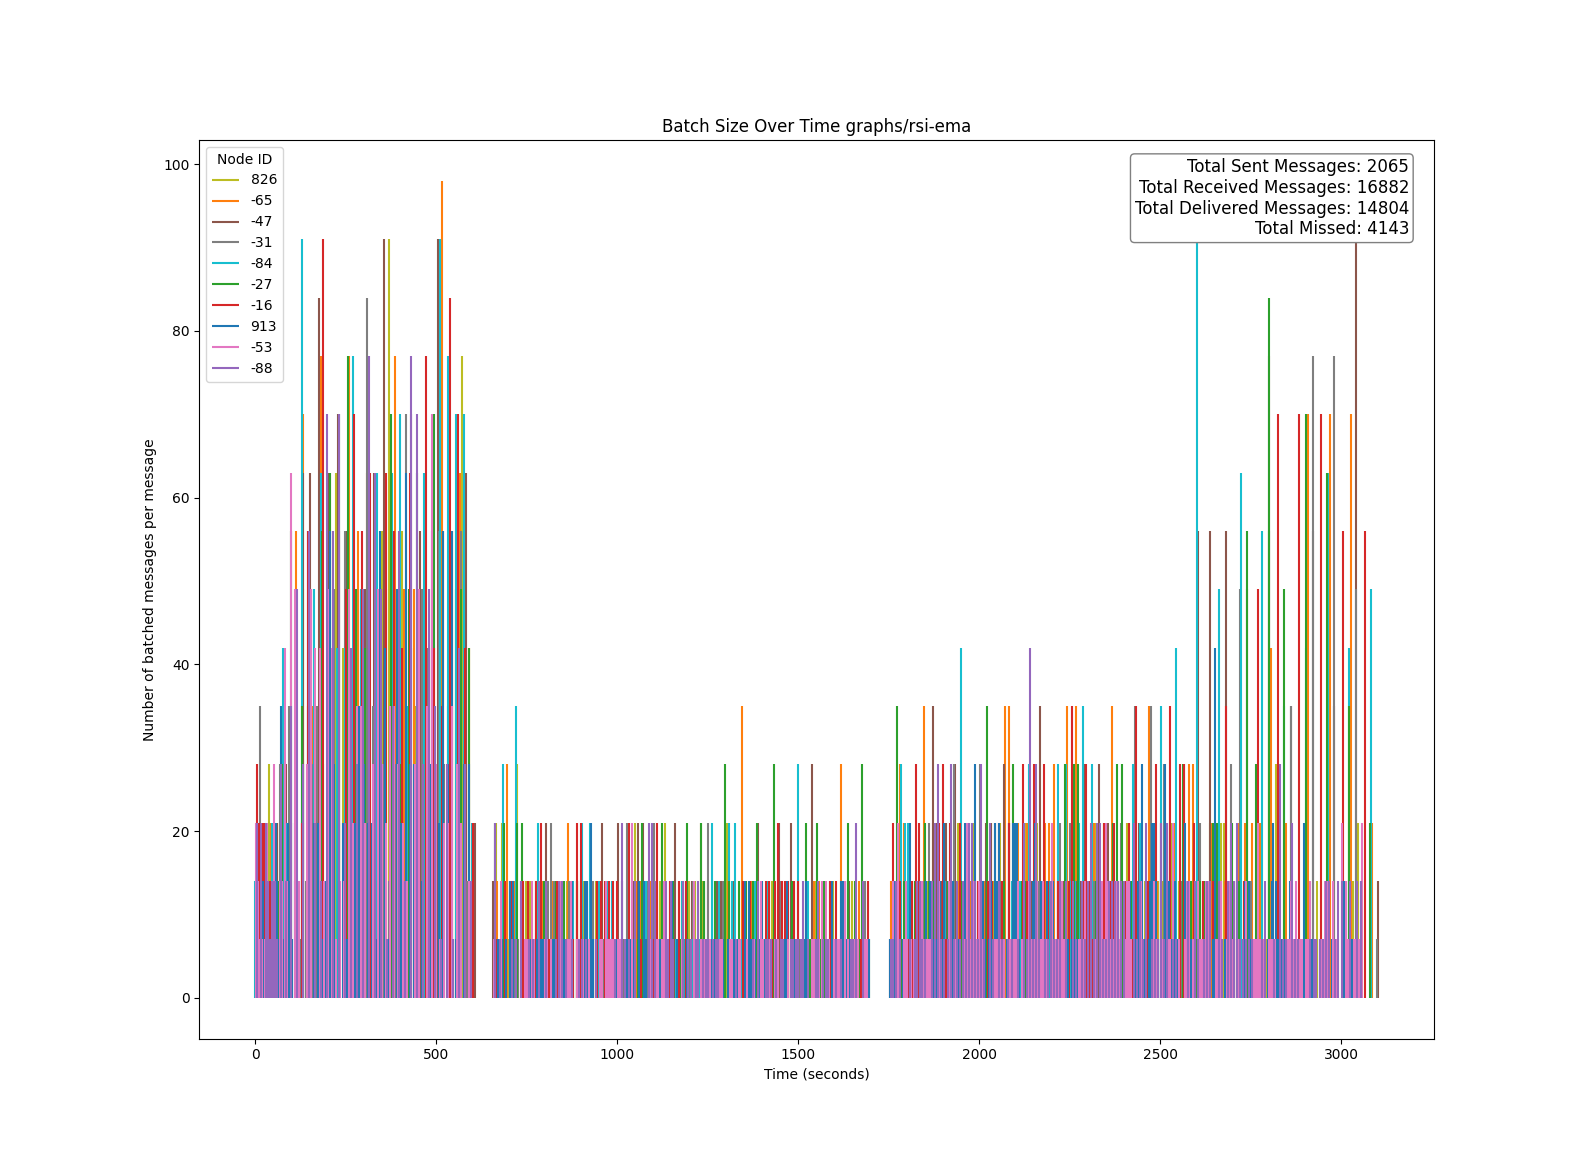 Batch Size Over Time graphs/rsi-ema
Node ID
826
-65
-47
-31
-84
-27
-16
913
-53
-88
Total Sent Messages: 2065
Total Received Messages: 16882
Total Delivered Messages: 14804
Total Missed: 4143
Number of batched messages per message
100
80
60
40
20
0
0
500
1000
1500
2000
2500
3000
Time (seconds)